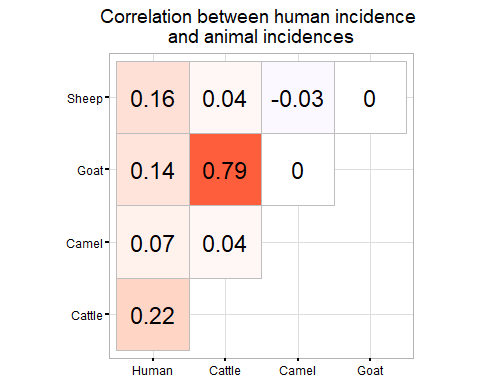 Correlation between human incidence
and animal incidences
Sheep 0.16 0.04 -0.03 0
Goat 0.14 0.79 0
Camel 0.07 0.04
Cattle 0.22
Human Cattle Camel Goat